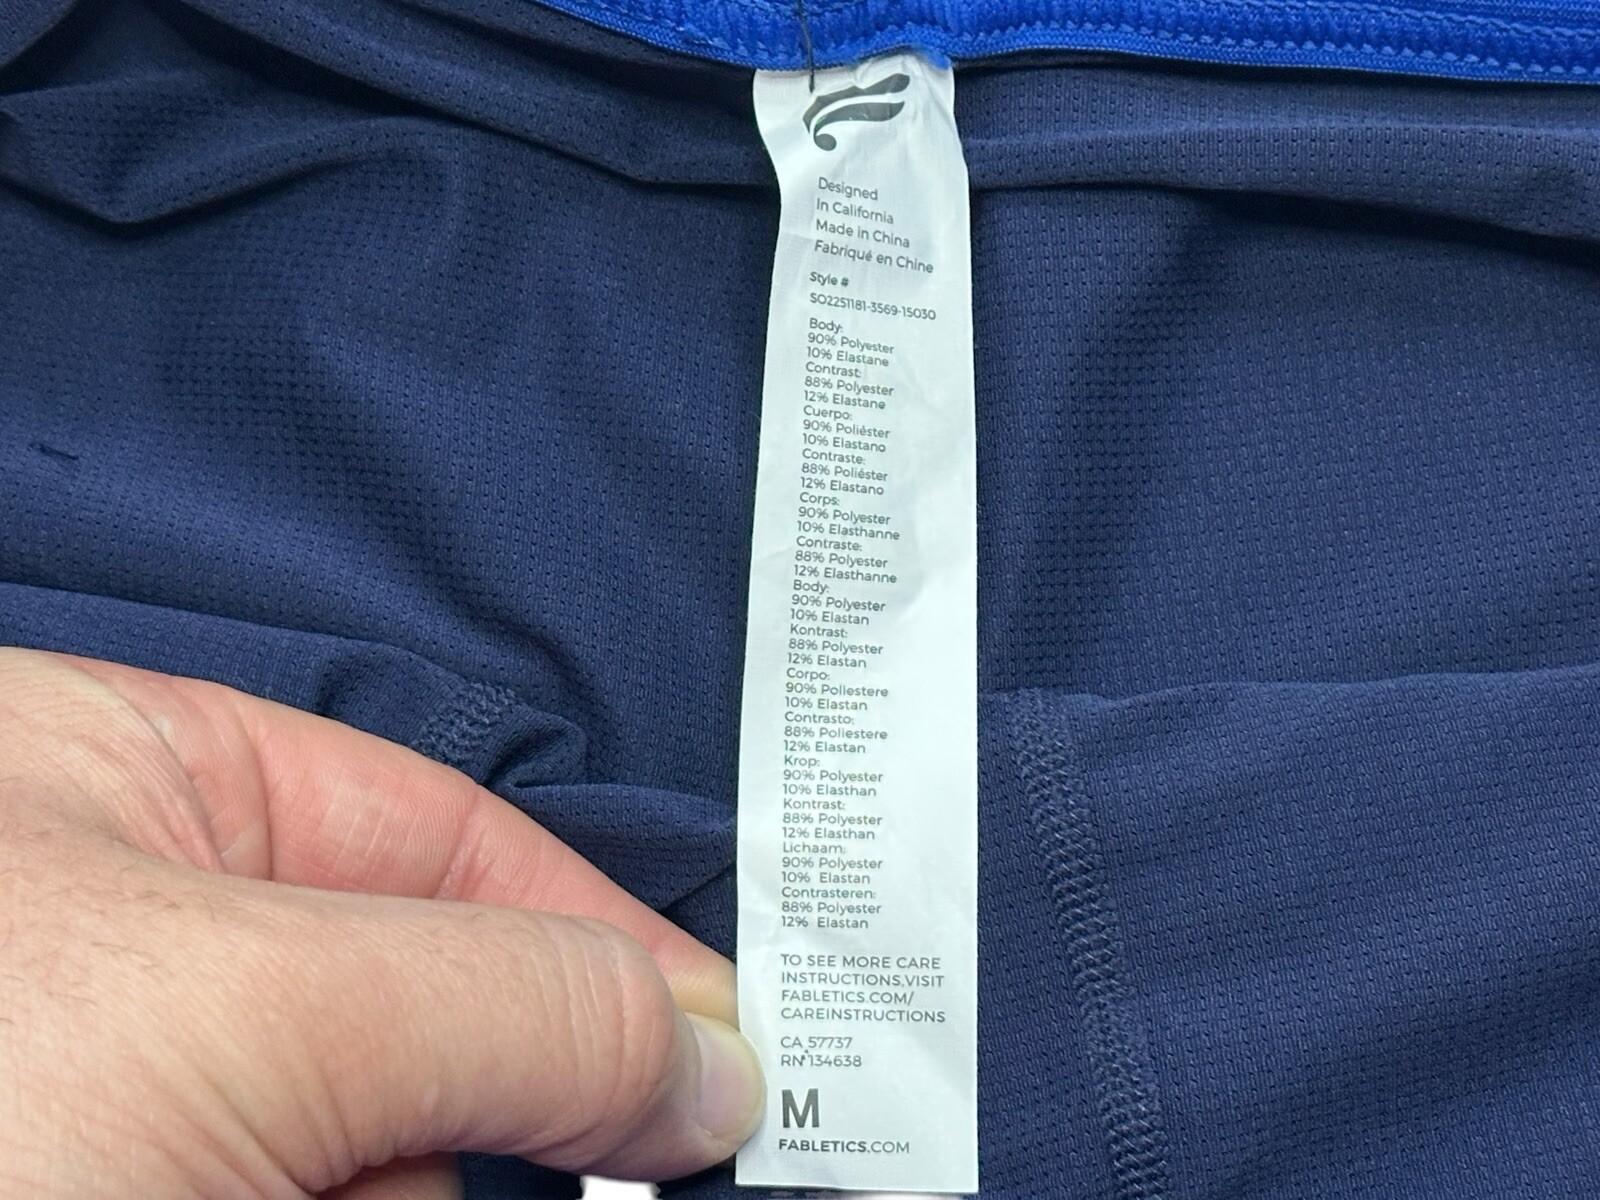 Designed
In California
Made in China
Fabriqué en Chine
Style #
SO2251181-3569-15030
Body:
90% Polyester
10% Elastane
Contrast:
88% Polyester
12% Elastane
Cuerpo:
90% Poliéster
10% Elastano
Contraste:
88% Poliéster
12% Elastano
Corps:
90% Polyester
10% Elasthanne
Contraste:
88% Polyester
12% Elasthanne
Body:
90% Polyester
10% Elastan
Kontrast:
88% Polyester
12% Elastan
Corpo:
90% Poliestere
10% Elastan
Contrasto:
88% Poliestere
12% Elastan
Krop:
90% Polyester
10% Elasthan
Kontrast:
88% Polyester
12% Elasthan
Lichaam:
90% Polyester
10% Elastan
Contrasteren:
88% Polyester
12% Elastan
TO SEE MORE CARE
INSTRUCTIONS,VISIT
FABLETICS.COM/
CAREINSTRUCTIONS
CA 57737
RN 134638
M
FABLETICS.COM